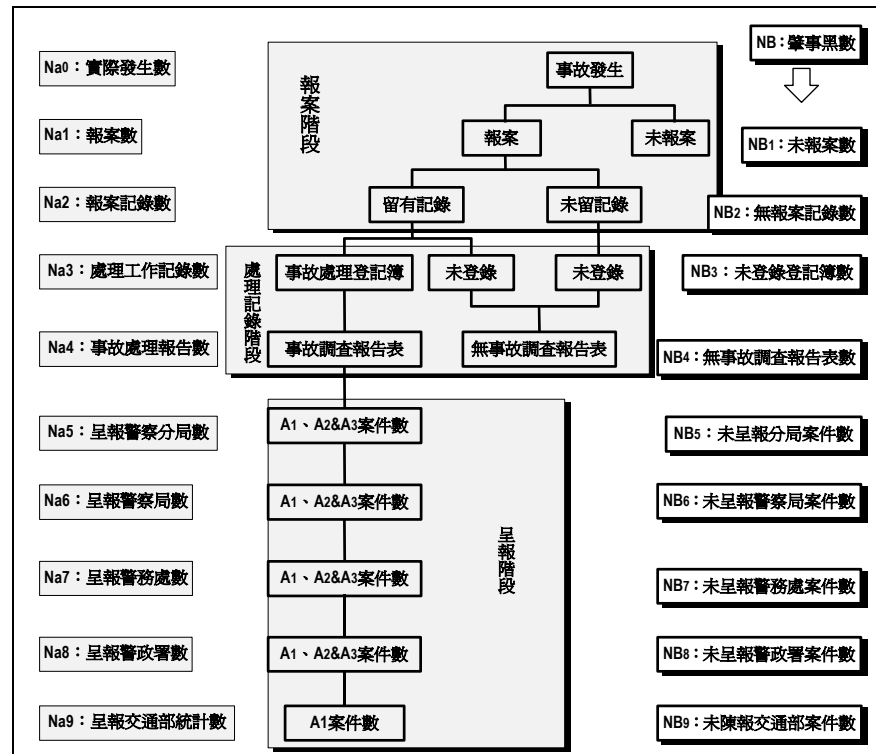 NB：肇事黑數
Na0：實際發生數
事故發生
報案階段
Na1：報案數
報案
未報案
NB1：未報案數
Na2：報案記錄數
留有記錄
未留記錄
NB2：無報案記錄數
處理記錄階段
Na3：處理工作記錄數
事故處理登記簿
未登錄
未登錄
NB3：未登錄登記簿數
Na4：事故處理報告數
事故調查報告表
無事故調查報告表
NB4：無事故調查報告表數
Na5：呈報警察分局數
A1、A2&A3案件數
NB5：未呈報分局案件數
Na6：呈報警察局數
A1、A2&A3案件數
NB6：未呈報警察局案件數
呈報階段
Na7：呈報警務處數
A1、A2&A3案件數
NB7：未呈報警務處案件數
Na8：呈報警政署數
A1、A2&A3案件數
NB8：未呈報警政署案件數
Na9：呈報交通部統計數
A1案件數
NB9：未陳報交通部案件數